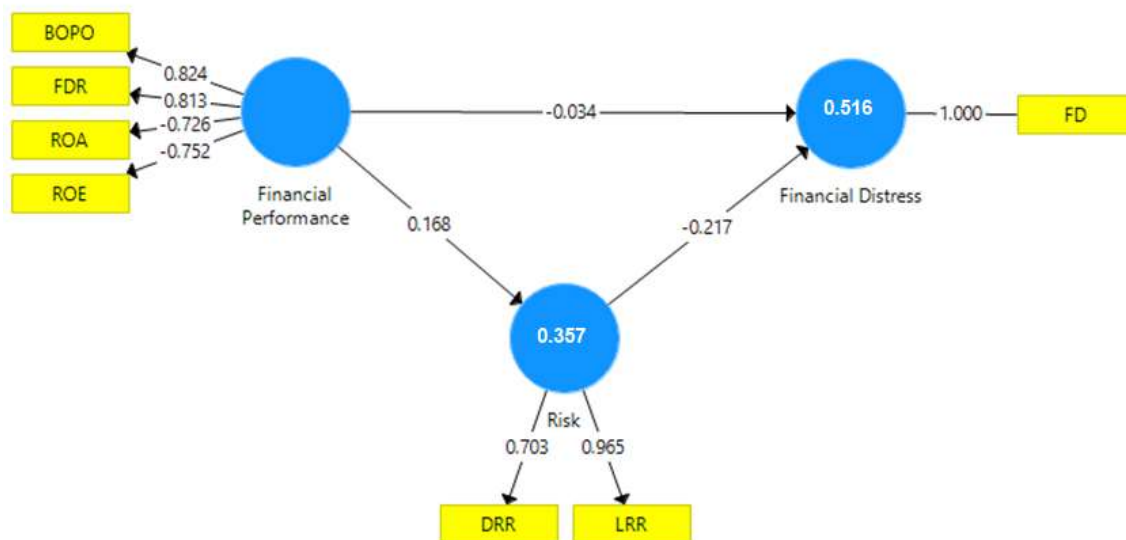 BOPO
FDR
ROA
ROE
0.824
0.813
-0.726
-0.752
Financial
Performance
-0.034
0.516
Financial Distress
1.000
FD
0.168
-0.217
0.357
Risk
0.703
0.965
DRR
LRR